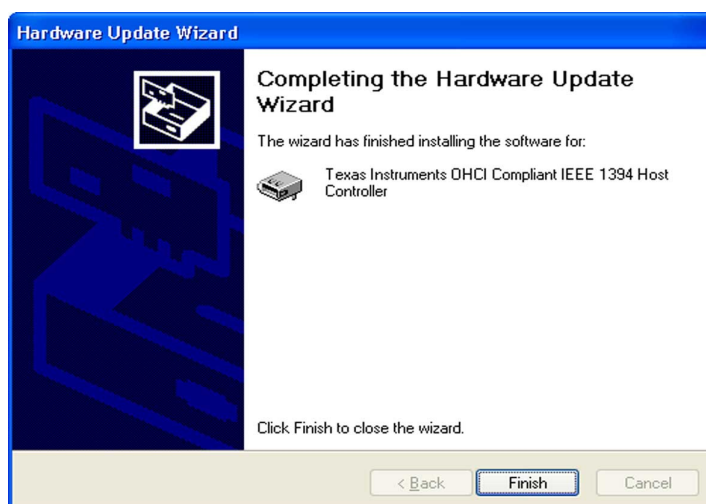 Hardware Update Wizard
Completing the Hardware Update
Wizard
The wizard has finished installing the software for:
Texas Instruments OHCI Compliant IEEE 1394 Host
Controller
Click Finish to close the wizard.
< Back
Finish
Cancel